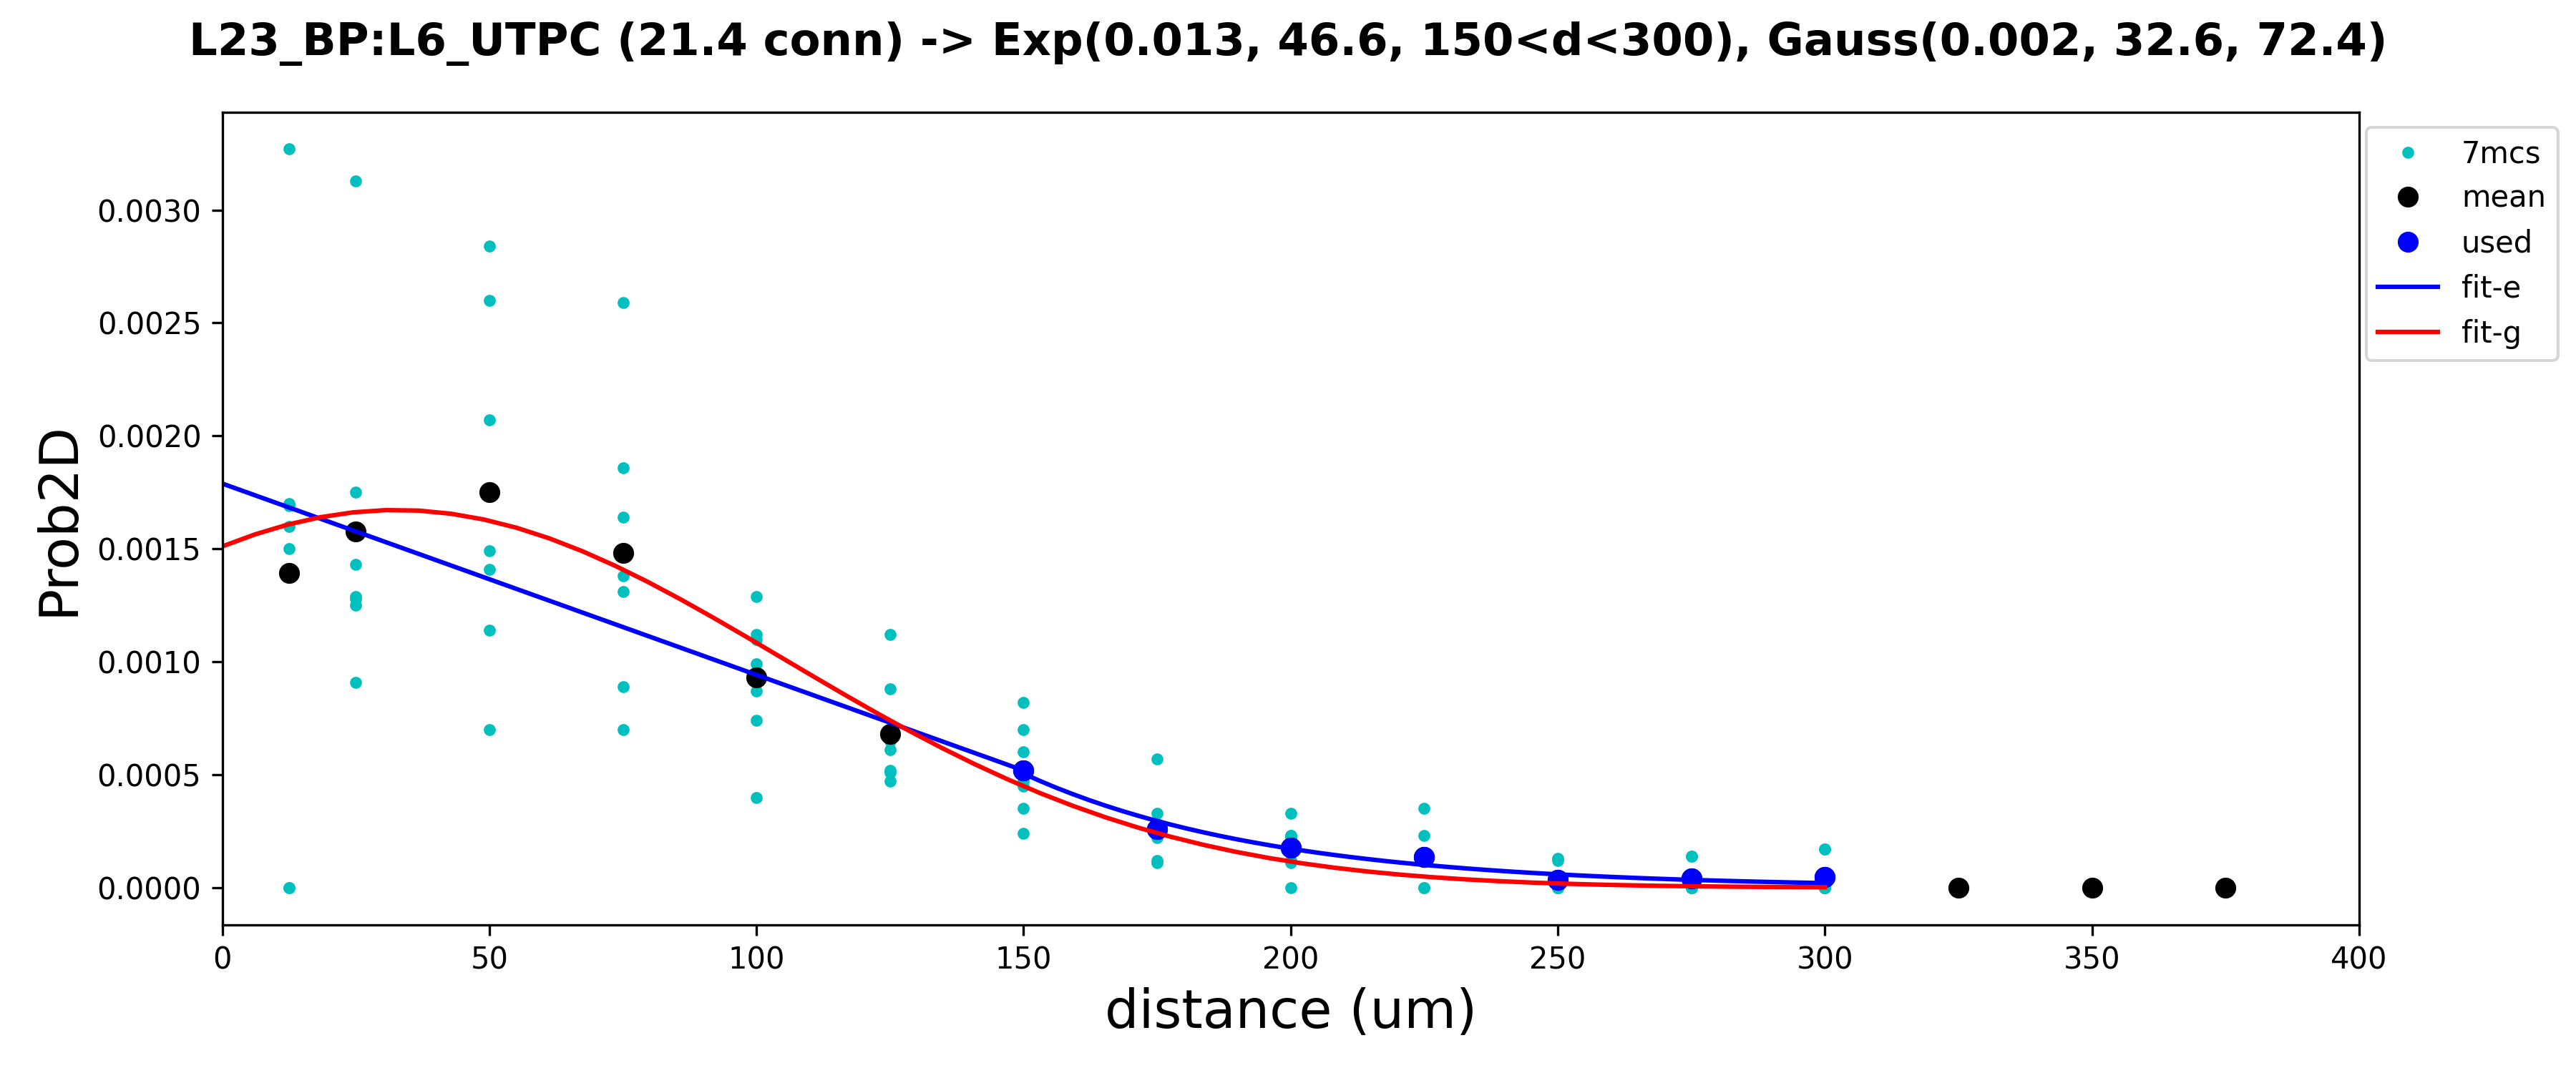 L23_BP:L6_UTPC (21.4 conn) -> Exp(0.013, 46.6, 150<d<300), Gauss(0.002, 32.6, 72.4)
7mcs
mean
used
fit-e
fit-g
0.0030
0.0025
0.0020
0.0015
0.0010
0.0005
0.0000
Prob2D
0 50 100 150 200 250 300 350 400
distance (um)